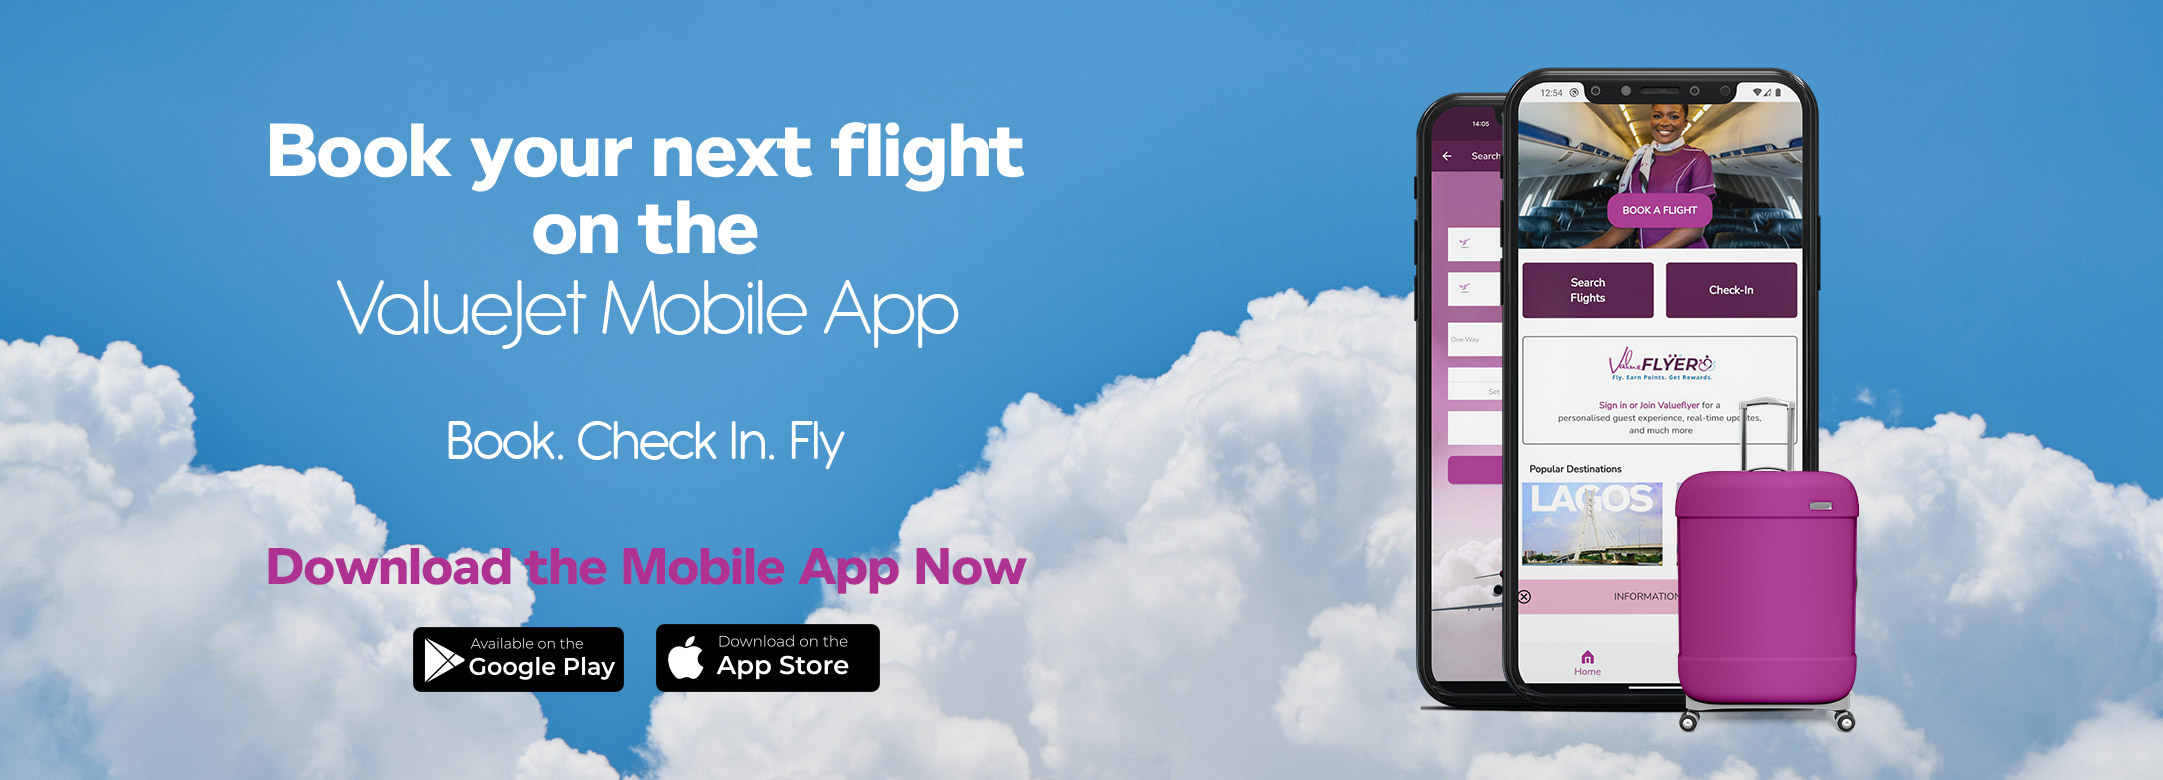 Book your next flight
on the
ValueJet Mobile App
Book. Check In. Fly
Download the Mobile App Now
Available on the
Google Play
Download on the
App Store
14:05
Search
One Way
Set
12:54
BOOK A FLIGHT
Search
Flights
Check-In
Value FLYER
Fly. Earn Points. Get Rewards.
Sign in or Join Valueflyer for a
personalised guest experience, real-time updates,
and much more
Popular Destinations
LAGOS
INFORMATION
Home